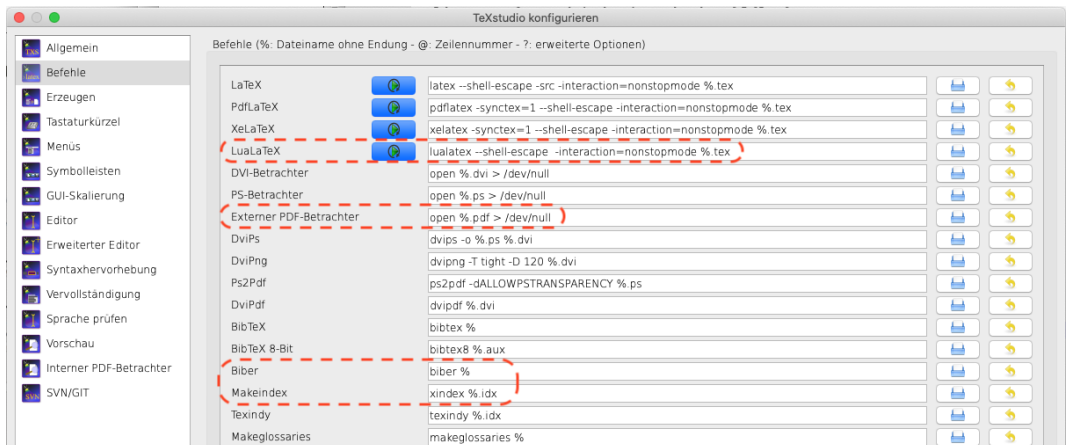 TeXstudio konfigurieren
Allgemein
Befehle
Erzeugen
Tastaturkürzel
Menüs
Symbolleisten
GUI-Skalierung
Editor
Erweiterter Editor
Syntaxhervorhebung
Vervollständigung
Sprache prüfen
Vorschau
Interner PDF-Betrachter
SVN/GIT
Befehle (%: Dateiname ohne Endung - @: Zeilennummer - ?: erweiterte Optionen)
LaTeX latex --shell-escape -src -interaction=nonstopmode %.tex
PdfLaTeX pdflatex -synctex=1 --shell-escape -interaction=nonstopmode %.tex
XeLaTeX xelatex -synctex=1 --shell-escape -interaction=nonstopmode %.tex
LuaLaTeX lualatex --shell-escape -interaction=nonstopmode %.tex
DVI-Betrachter open %.dvi > /dev/null
PS-Betrachter open %.ps > /dev/null
Externer PDF-Betrachter open %.pdf > /dev/null
DviPs dvips -o %.ps %.dvi
DviPng dvipng -T tight -D 120 %.dvi
Ps2Pdf ps2pdf -dALLOWPSTRANSPARENCY %.ps
DviPdf dvipdf %.dvi
BibTeX bibtex %
BibTeX 8-Bit bibtex8 %.aux
Biber biber %
Makeindex xindex %.idx
Texindy texindy %.idx
Makeglossaries makeglossaries %